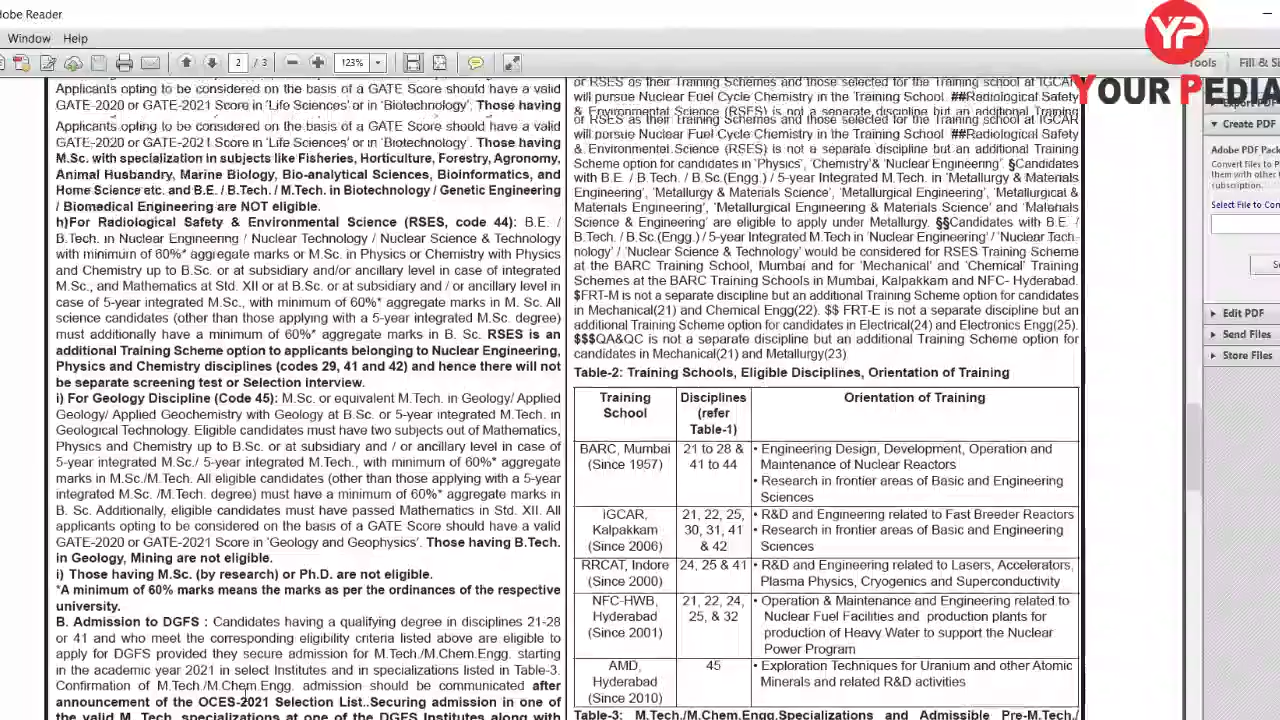 dobe Reader
Window Help
2 / 3
123%
Tools
Fill & Si
YP
YOUR PEDIA
Applicants opting to be considered on the basis of a GATE Score should have a valid
GATE-2020 or GATE-2021 Score in 'Life Sciences' or in 'Biotechnology'. Those having
Applicants opting to be considered on the basis of a GATE Score should have a valid
GATE-2020 or GATE-2021 Score in 'Life Sciences' or in 'Biotechnology'. Those having
M.Sc. with specialization in subjects like Fisheries, Horticulture, Forestry, Agronomy,
Animal Husbandry, Marine Biology, Bio-analytical Sciences, Bioinformatics, and
Home Science etc. and B.E. / B.Tech. / M.Tech. in Biotechnology / Genetic Engineering
/ Biomedical Engineering are NOT eligible.
h)For Radiological Safety & Environmental Science (RSES, code 44): B.E. /
B.Tech. in Nuclear Engineering / Nuclear Technology / Nuclear Science & Technology
with minimum of 60%* aggregate marks or M.Sc. in Physics or Chemistry with Physics
and Chemistry up to B.Sc. or at subsidiary and/or ancillary level in case of integrated
M.Sc., and Mathematics at Std. XII or at B.Sc. or at subsidiary and / or ancillary level in
case of 5-year integrated M.Sc., with minimum of 60%* aggregate marks in M. Sc. All
science candidates (other than those applying with a 5-year integrated M.Sc. degree)
must additionally have a minimum of 60%* aggregate marks in B. Sc. RSES is an
additional Training Scheme option to applicants belonging to Nuclear Engineering,
Physics and Chemistry disciplines (codes 29, 41 and 42) and hence there will not
be separate screening test or Selection interview.
i) For Geology Discipline (Code 45): M.Sc. or equivalent M.Tech. in Geology/ Applied
Geology/ Applied Geochemistry with Geology at B.Sc. or 5-year integrated M.Tech. in
Geological Technology. Eligible candidates must have two subjects out of Mathematics,
Physics and Chemistry up to B.Sc. or at subsidiary and / or ancillary level in case of
5-year integrated M.Sc./ 5-year integrated M.Tech., with minimum of 60%* aggregate
marks in M.Sc./M.Tech. All eligible candidates (other than those applying with a 5-year
integrated M.Sc. /M.Tech. degree) must have a minimum of 60%* aggregate marks in
B. Sc. Additionally, eligible candidates must have passed Mathematics in Std. XII. All
applicants opting to be considered on the basis of a GATE Score should have a valid
GATE-2020 or GATE-2021 Score in 'Geology and Geophysics'. Those having B.Tech.
in Geology, Mining are not eligible.
i) Those having M.Sc. (by research) or Ph.D. are not eligible.
*A minimum of 60% marks means the marks as per the ordinances of the respective
university.
B. Admission to DGFS : Candidates having a qualifying degree in disciplines 21-28
or 41 and who meet the corresponding eligibility criteria listed above are eligible to
apply for DGFS provided they secure admission for M.Tech./M.Chem.Engg. starting
in the academic year 2021 in select Institutes and in specializations listed in Table-3.
Confirmation of M.Tech./M.Chem.Engg. admission should be communicated after
announcement of the OCES-2021 Selection List..Securing admission in one of
the valid M. Tech. specializations at one of the DGFS Institutes along with
or RSES as their Training Schemes and those selected for the Training school at IGCAR
will pursue Nuclear Fuel Cycle Chemistry in the Training School. ##Radiological Safety
& Environmental Science (RSES) is not a separate discipline but an additional Training
or RSES as their Training Schemes and those selected for the Training school at IGCAR
will pursue Nuclear Fuel Cycle Chemistry in the Training School. ##Radiological Safety
& Environmental Science (RSES) is not a separate discipline but an additional Training
Scheme option for candidates in 'Physics', 'Chemistry'& 'Nuclear Engineering'. §Candidates
with B.E. / B.Tech. / B.Sc.(Engg.) / 5-year Integrated M.Tech. in 'Metallurgy & Materials
Engineering', 'Metallurgy & Materials Science', 'Metallurgical Engineering', 'Metallurgical &
Materials Engineering', 'Metallurgical Engineering & Materials Science' and 'Materials
Science & Engineering' are eligible to apply under Metallurgy. §§Candidates with B.E. /
B.Tech. / B.Sc.(Engg.) / 5-year Integrated M.Tech in 'Nuclear Engineering' / 'Nuclear Tech-
nology' / 'Nuclear Science & Technology' would be considered for RSES Training Scheme
at the BARC Training School, Mumbai and for 'Mechanical' and 'Chemical' Training
Schemes at the BARC Training Schools in Mumbai, Kalpakkam and NFC- Hyderabad.
$FRT-M is not a separate discipline but an additional Training Scheme option for candidates
in Mechanical(21) and Chemical Engg(22). $$ FRT-E is not a separate discipline but an
additional Training Scheme option for candidates in Electrical(24) and Electronics Engg(25).
$$$QA&QC is not a separate discipline but an additional Training Scheme option for
candidates in Mechanical(21) and Metallurgy(23)
Table-2: Training Schools, Eligible Disciplines, Orientation of Training
Training School Disciplines (refer Table-1) Orientation of Training
BARC, Mumbai (Since 1957) 21 to 28 & 41 to 44 • Engineering Design, Development, Operation and
Maintenance of Nuclear Reactors
• Research in frontier areas of Basic and Engineering
Sciences
IGCAR, Kalpakkam (Since 2006) 21, 22, 25, 30, 31, 41 & 42 • R&D and Engineering related to Fast Breeder Reactors
• Research in frontier areas of Basic and Engineering
Sciences
RRCAT, Indore (Since 2000) 24, 25 & 41 • R&D and Engineering related to Lasers, Accelerators,
Plasma Physics, Cryogenics and Superconductivity
NFC-HWB, Hyderabad (Since 2001) 21, 22, 24, 25, & 32 • Operation & Maintenance and Engineering related to
Nuclear Fuel Facilities and production plants for
production of Heavy Water to support the Nuclear
Power Program
AMD, Hyderabad (Since 2010) 45 • Exploration Techniques for Uranium and other Atomic
Minerals and related R&D activities
Table-3: M.Tech./M.Chem.Engg.Specializations and Admissible Pre-M.Tech./
Export PDF
Create PDF
Adobe PDF Pack
Convert files to P
them with other t
subscription.
Select File to Con
Edit PDF
Send Files
Store Files